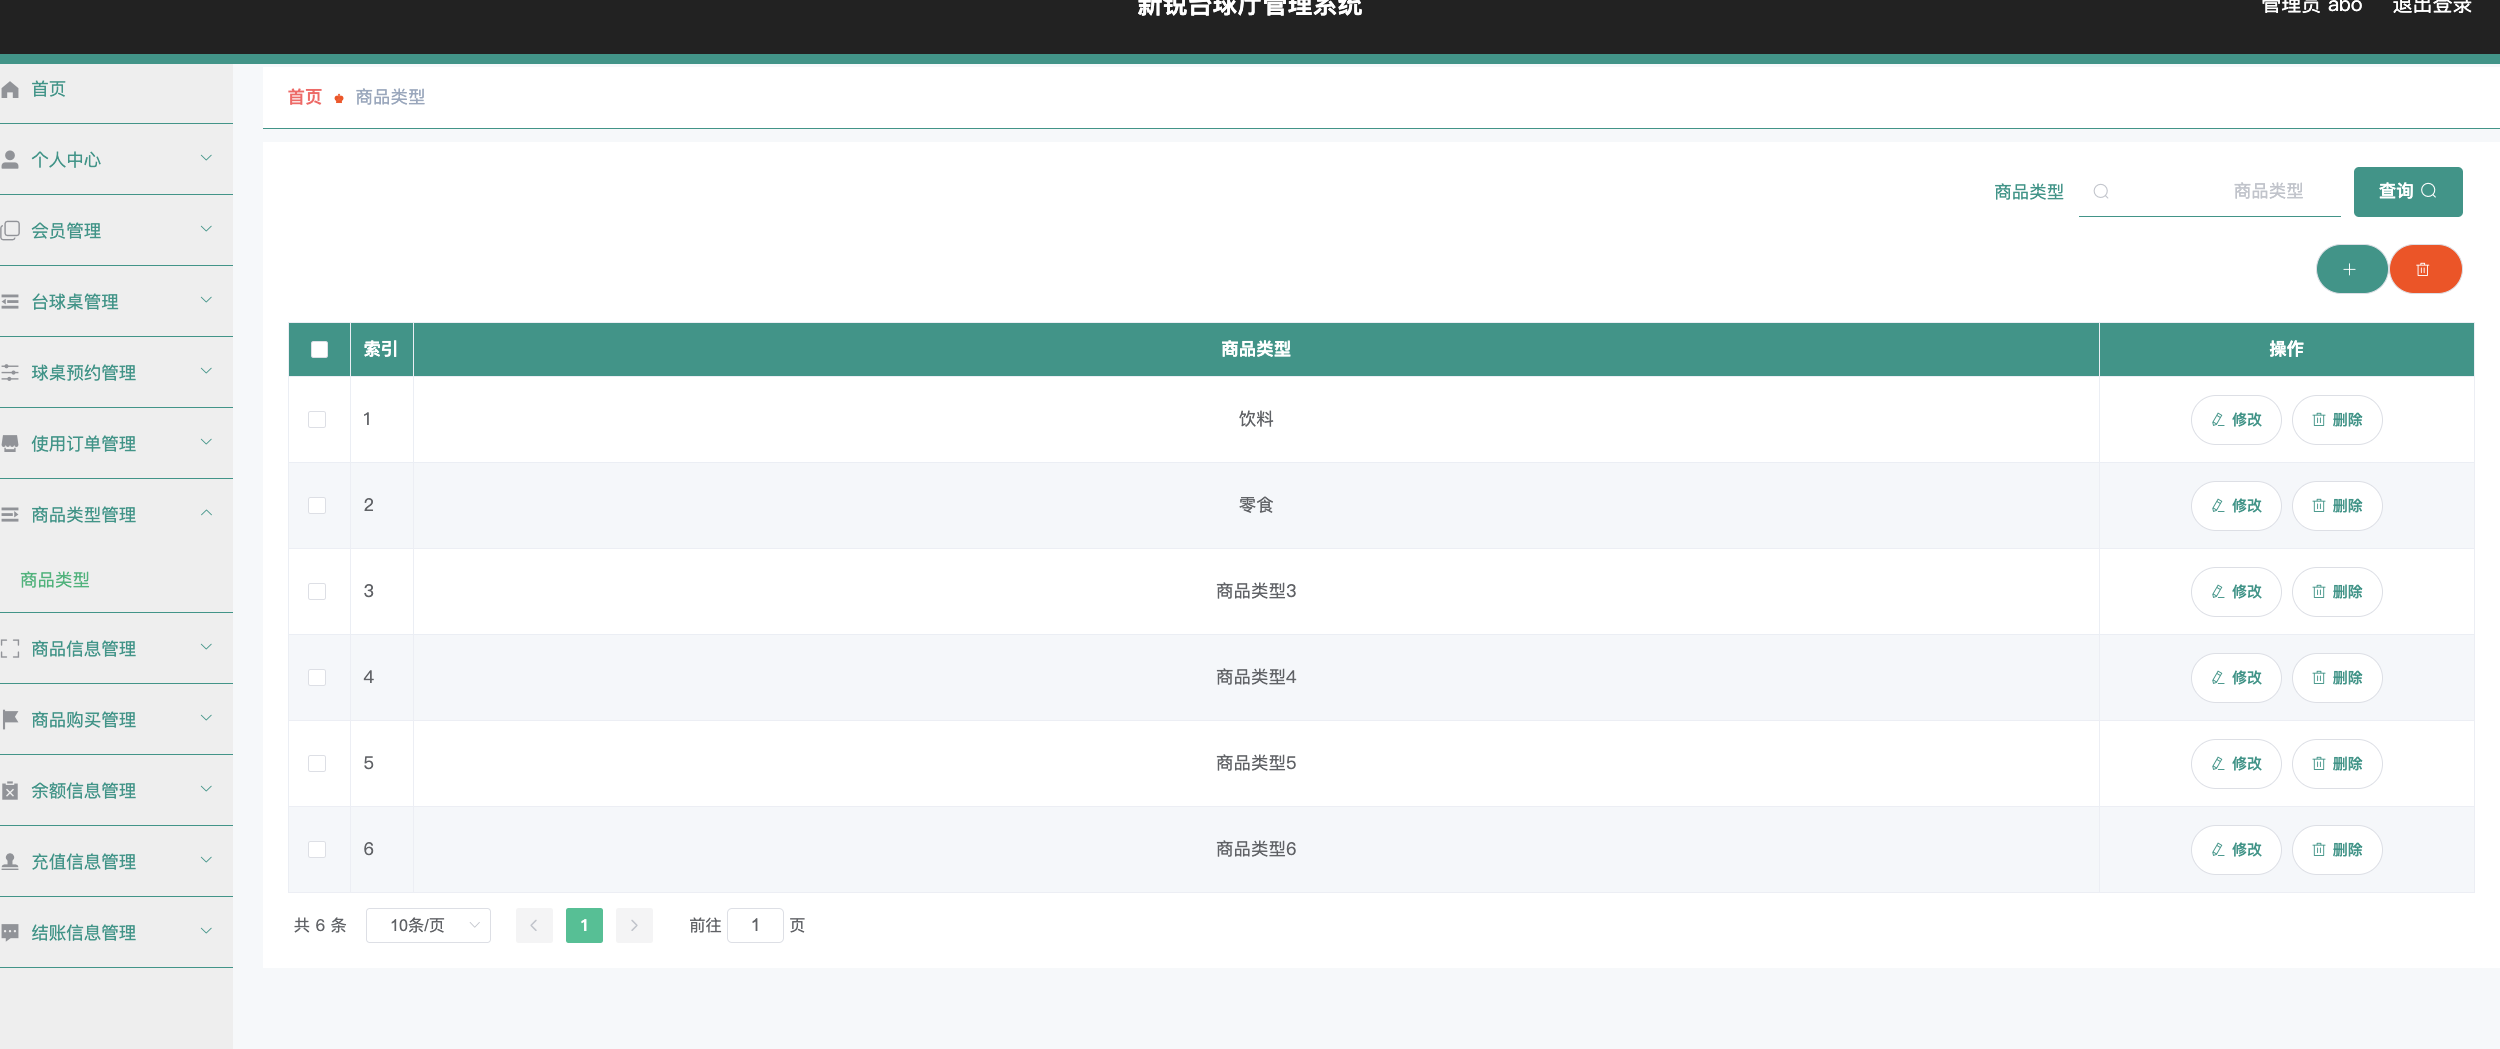 新锐台球厅管理系统
管理员 abo 退出登录
首页
个人中心
会员管理
台球桌管理
球桌预约管理
使用订单管理
商品类型管理
商品类型
商品信息管理
商品购买管理
余额信息管理
充值信息管理
结账信息管理
首页 商品类型
商品类型 商品类型 查询
索引 商品类型 操作
1 饮料 修改 删除
2 零食 修改 删除
3 商品类型3 修改 删除
4 商品类型4 修改 删除
5 商品类型5 修改 删除
6 商品类型6 修改 删除
共 6 条 10条/页 1 前往 1 页